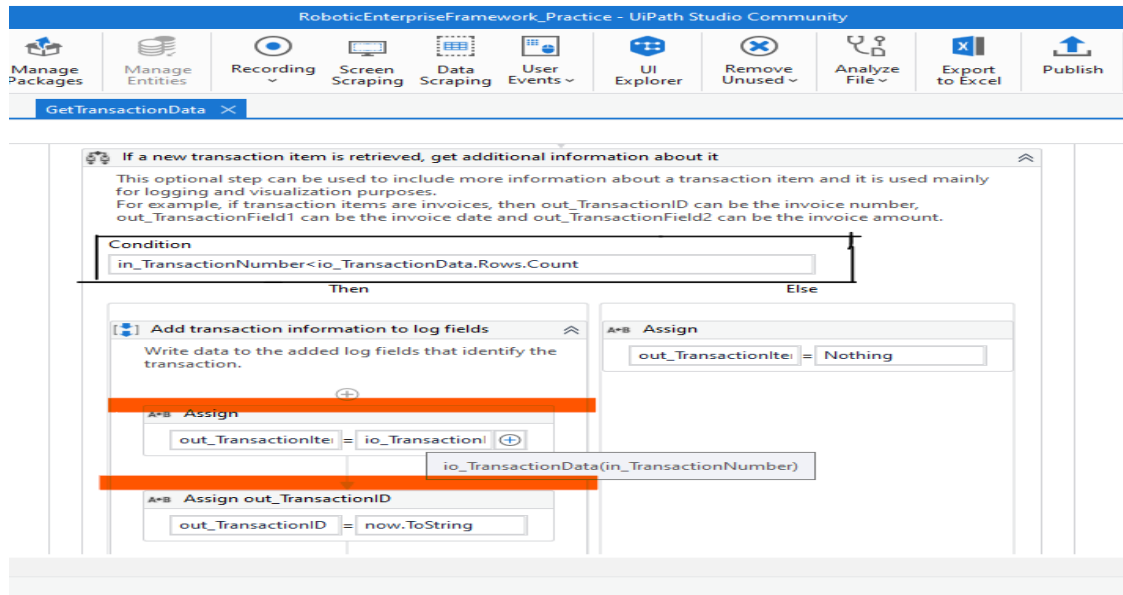 RoboticEnterpriseFramework_Practice - UiPath Studio Community
Manage Packages
Manage Entities
Recording
Screen Scraping
Data Scraping
User Events
UI Explorer
Remove Unused
Analyze File
Export to Excel
Publish
GetTransactionData
If a new transaction item is retrieved, get additional information about it
This optional step can be used to include more information about a transaction item and it is used mainly
for logging and visualization purposes.
For example, if transaction items are invoices, then out_TransactionID can be the invoice number,
out_TransactionField1 can be the invoice date and out_TransactionField2 can be the invoice amount.
Condition
in_TransactionNumber<io_TransactionData.Rows.Count
Then
Else
Add transaction information to log fields
Write data to the added log fields that identify the
transaction.
A*B Assign
out_TransactionIte = Nothing
A*B Assign
out_TransactionIte = io_Transaction
io_TransactionData(in_TransactionNumber)
A*B Assign out_TransactionID
out_TransactionID = now.ToString